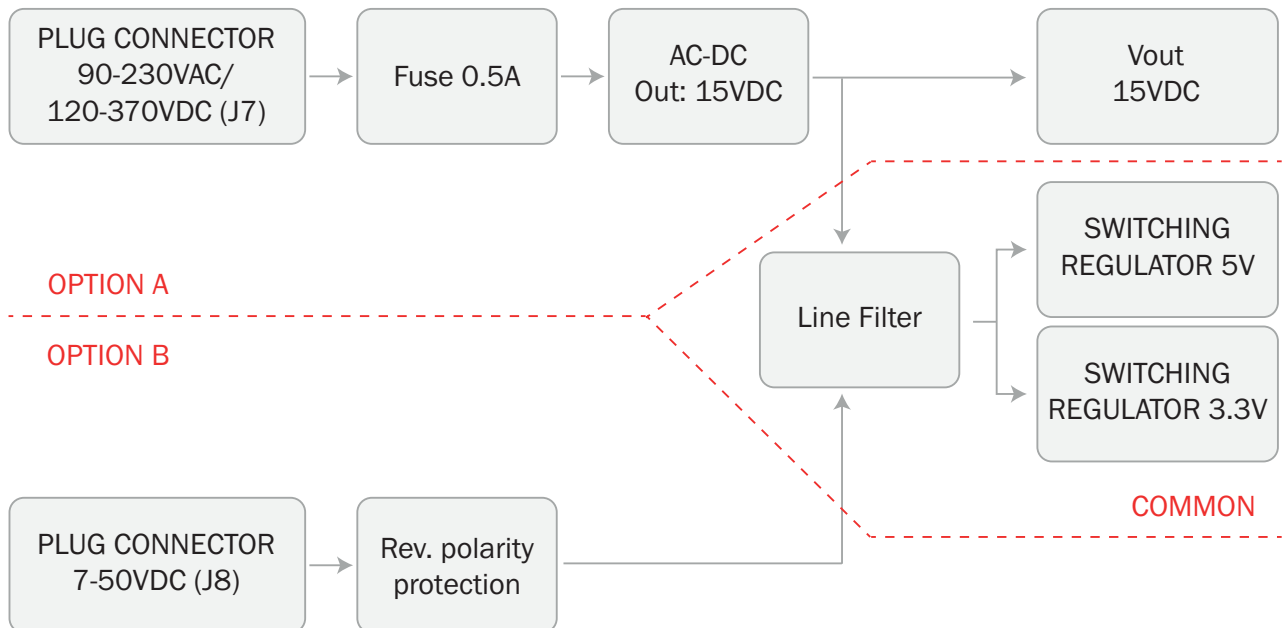 PLUG CONNECTOR
90-230VAC/
120-370VDC (J7)
Fuse 0.5A
AC-DC
Out: 15VDC
Vout
15VDC
OPTION A
OPTION B
Line Filter
SWITCHING
REGULATOR 5V
SWITCHING
REGULATOR 3.3V
COMMON
PLUG CONNECTOR
7-50VDC (J8)
Rev. polarity
protection